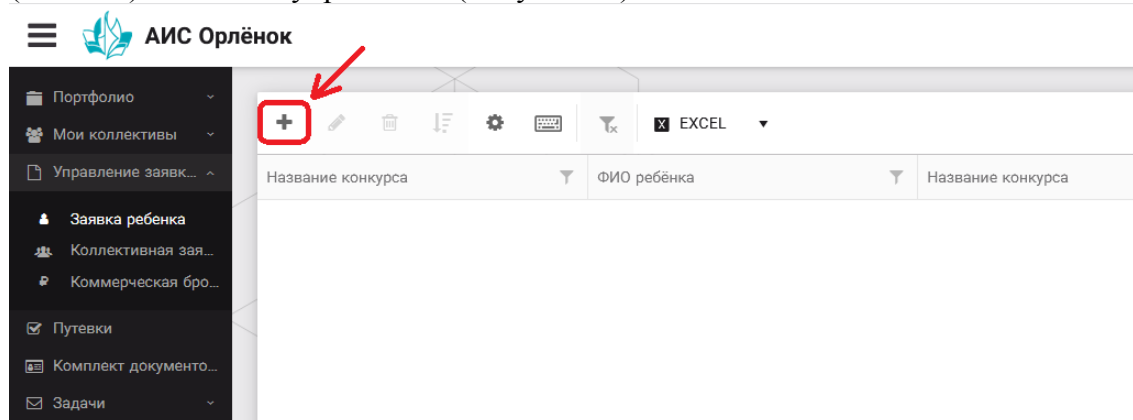 АИС Орлёнок
Портфолио
Мои коллективы
Управление заявк...
Заявка ребенка
Коллективная зая...
Коммерческая бро...
Путевки
Комплект документо...
Задачи
EXCEL
Название конкурса ФИО ребёнка Название конкурса